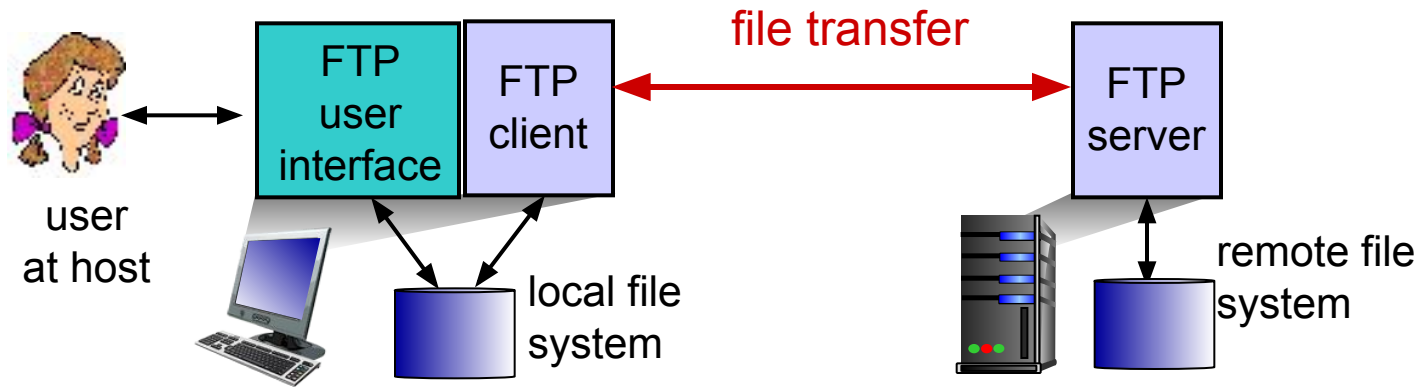 file transfer
FTP
user
interface
FTP
client
FTP
server
user
at host
local file
system
remote file
system